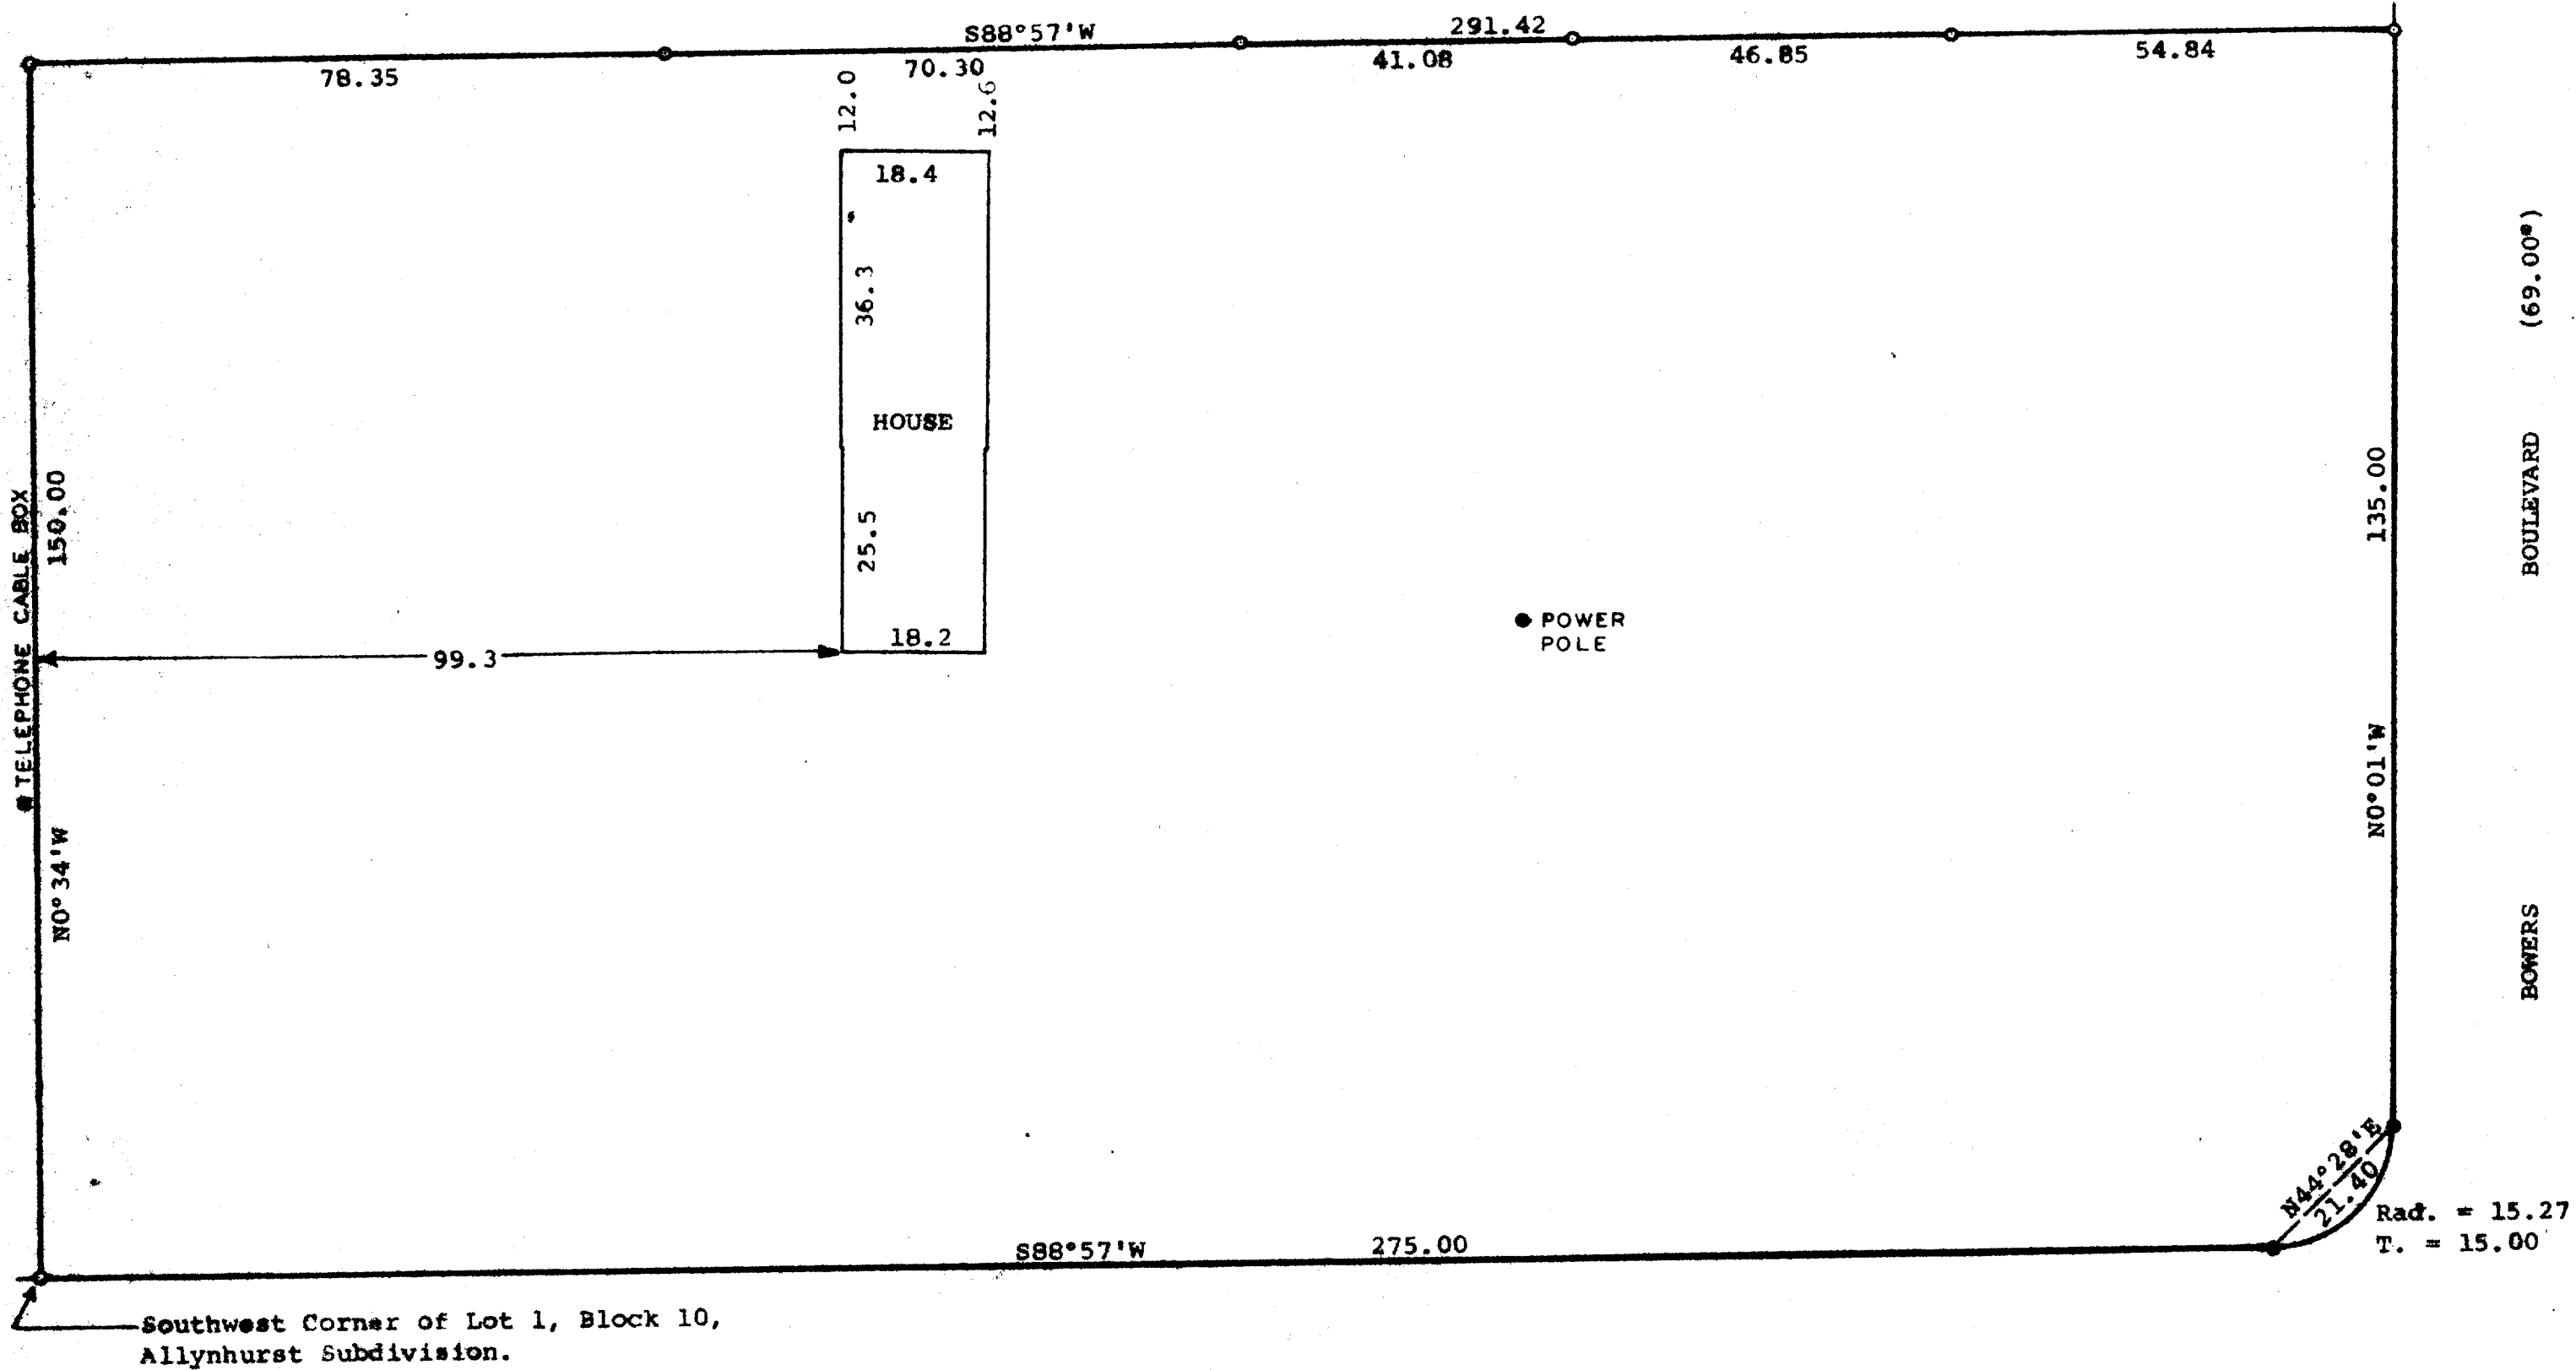 S88°57'W 291.42
78.35 70.30 41.08 46.85 54.84
12.0 12.6
18.4
36.3
HOUSE
25.5
18.2
99.3
POWER
POLE
TELEPHONE CABLE BOX
150.00
N0°34'W
135.00
N0°01'W
BOWERS BOULEVARD (69.00')
N44°28'E
21.40
Rad. = 15.27
T. = 15.00
S88°57'W 275.00
Southwest Corner of Lot 1, Block 10,
Allynhurst Subdivision.